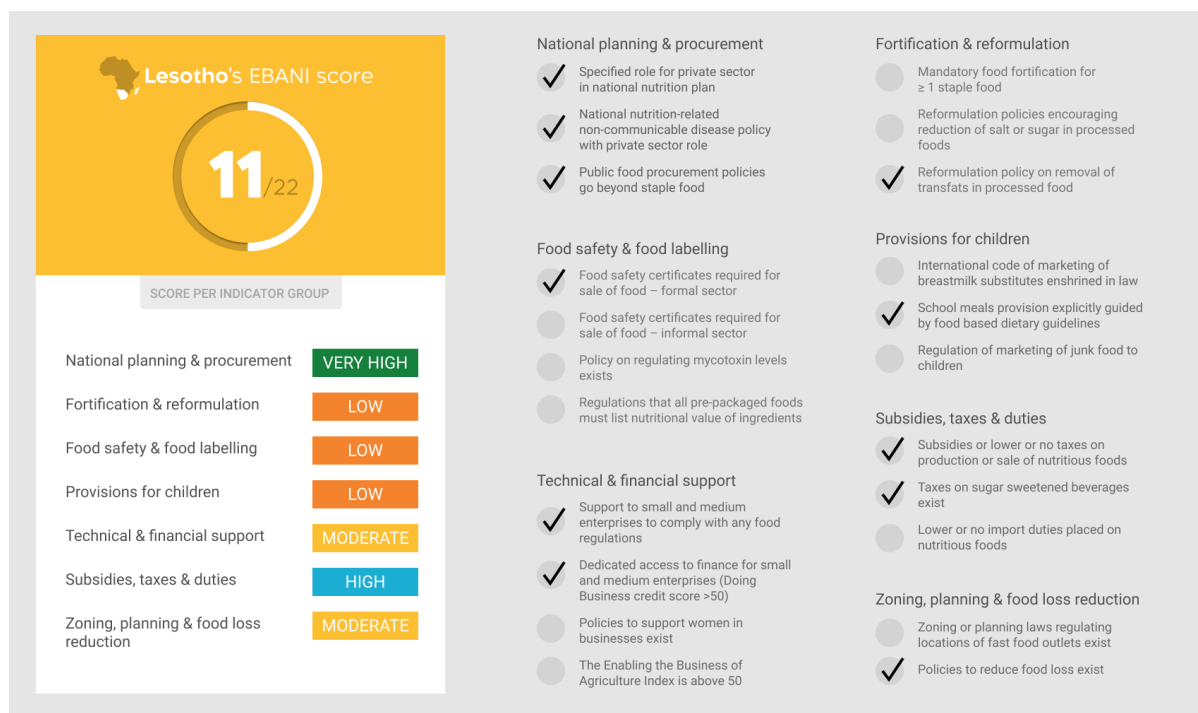 Lesotho's EBANI score
11/22
SCORE PER INDICATOR GROUP
National planning & procurement VERY HIGH
Fortification & reformulation LOW
Food safety & food labelling LOW
Provisions for children LOW
Technical & financial support MODERATE
Subsidies, taxes & duties HIGH
Zoning, planning & food loss
reduction MODERATE
National planning & procurement
Specified role for private sector
in national nutrition plan
National nutrition-related
non-communicable disease policy
with private sector role
Public food procurement policies
go beyond staple food
Food safety & food labelling
Food safety certificates required for
sale of food – formal sector
Food safety certificates required for
sale of food – informal sector
Policy on regulating mycotoxin levels
exists
Regulations that all pre-packaged foods
must list nutritional value of ingredients
Technical & financial support
Support to small and medium
enterprises to comply with any food
regulations
Dedicated access to finance for small
and medium enterprises (Doing
Business credit score >50)
Policies to support women in
businesses exist
The Enabling the Business of
Agriculture Index is above 50
Fortification & reformulation
Mandatory food fortification for
≥ 1 staple food
Reformulation policies encouraging
reduction of salt or sugar in processed
foods
Reformulation policy on removal of
transfats in processed food
Provisions for children
International code of marketing of
breastmilk substitutes enshrined in law
School meals provision explicitly guided
by food based dietary guidelines
Regulation of marketing of junk food to
children
Subsidies, taxes & duties
Subsidies or lower or no taxes on
production or sale of nutritious foods
Taxes on sugar sweetened beverages
exist
Lower or no import duties placed on
nutritious foods
Zoning, planning & food loss reduction
Zoning or planning laws regulating
locations of fast food outlets exist
Policies to reduce food loss exist